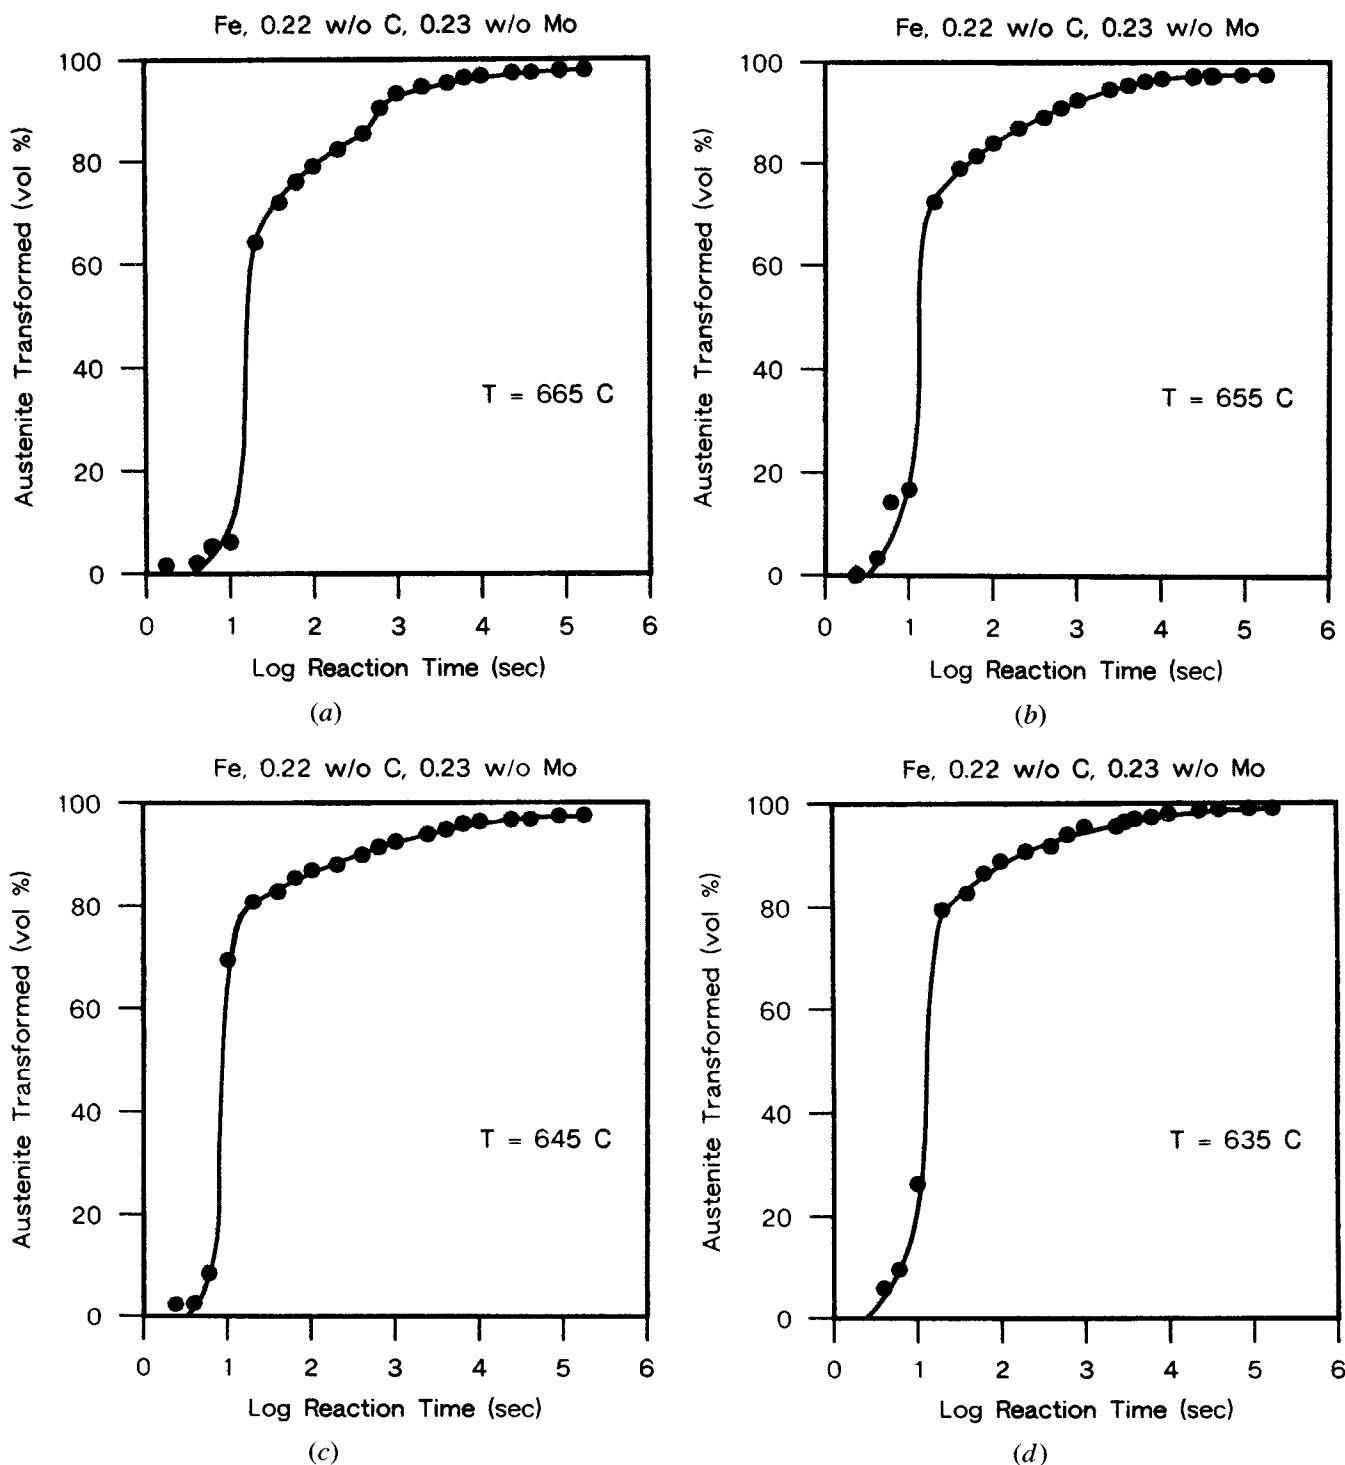 Fe, 0.22 w/o C, 0.23 w/o Mo
Austenite Transformed (vol %)
100
80
60
40
20
0
T = 665 C
0 1 2 3 4 5 6
Log Reaction Time (sec)
(a)
Fe, 0.22 w/o C, 0.23 w/o Mo
Austenite Transformed (vol %)
100
80
60
40
20
0
T = 655 C
0 1 2 3 4 5 6
Log Reaction Time (sec)
(b)
Fe, 0.22 w/o C, 0.23 w/o Mo
Austenite Transformed (vol %)
100
80
60
40
20
0
T = 645 C
0 1 2 3 4 5 6
Log Reaction Time (sec)
(c)
Fe, 0.22 w/o C, 0.23 w/o Mo
Austenite Transformed (vol %)
100
80
60
40
20
0
T = 635 C
0 1 2 3 4 5 6
Log Reaction Time (sec)
(d)